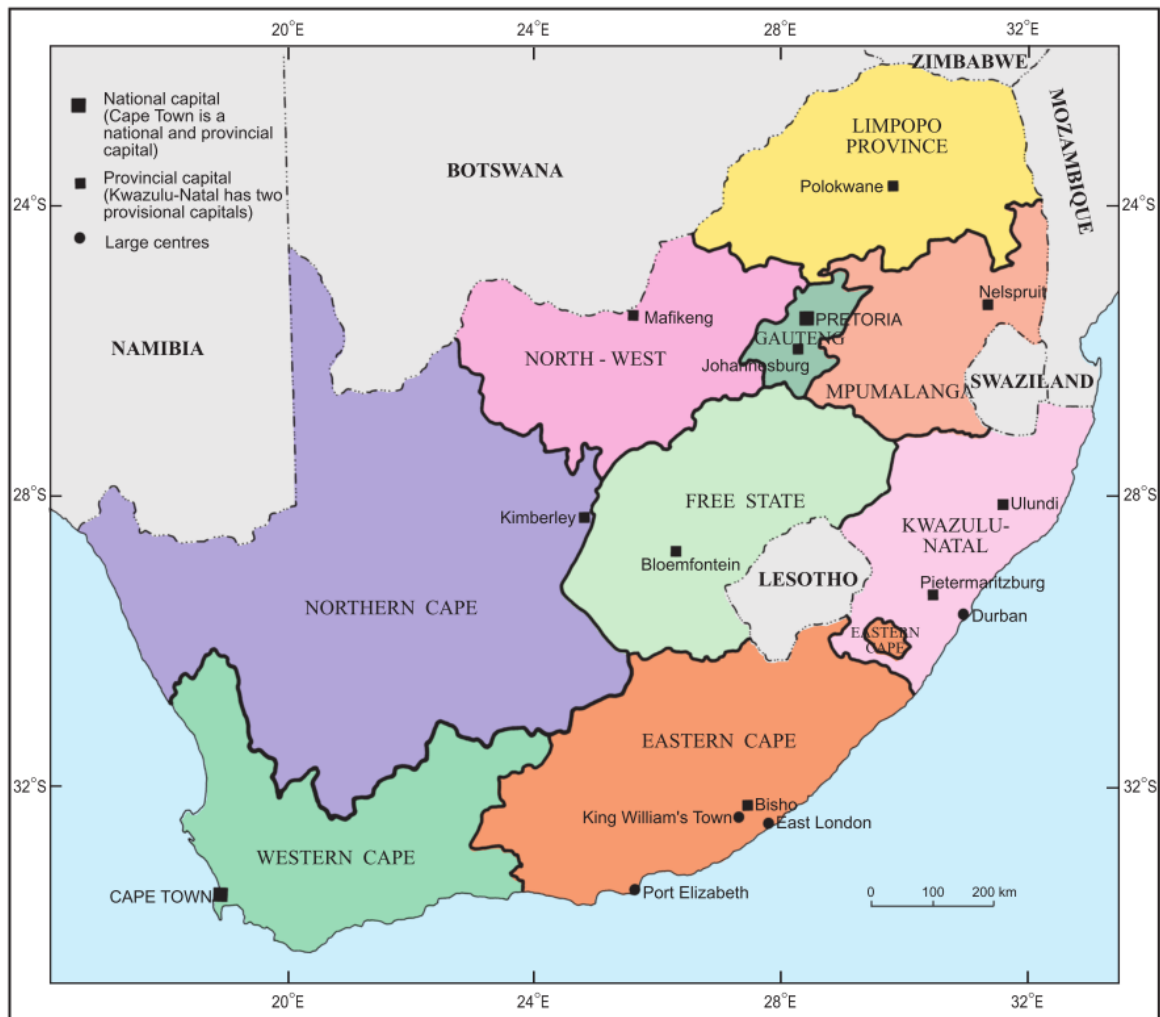 20°E
24°E
28°E
32°E
National capital
(Cape Town is a
national and provincial
capital)
Provincial capital
(Kwazulu-Natal has two
provisional capitals)
Large centres
ZIMBABWE
MOZAMBIQUE
LIMPOPO
PROVINCE
BOTSWANA
Polokwane
24°S
24°S
Nelspruit
Mafikeng
PRETORIA
GAUTENG
NAMIBIA
NORTH - WEST
Johannesburg
MPUMALANGA
SWAZILAND
28°S
28°S
FREE STATE
Ulundi
Kimberley
KWAZULU-
NATAL
Bloemfontein
LESOTHO
Pietermaritzburg
NORTHERN CAPE
Durban
EASTERN
CAPE
EASTERN CAPE
32°S
32°S
Bisho
King William's Town
East London
WESTERN CAPE
CAPE TOWN
Port Elizabeth
0 100 200 km
20°E
24°E
28°E
32°E